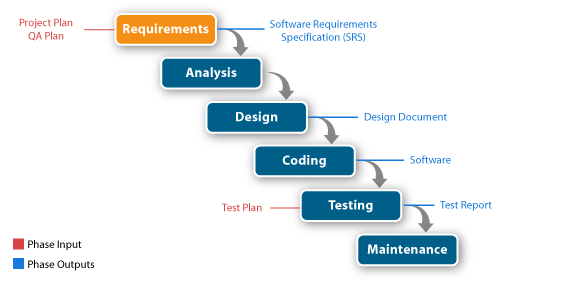 Project Plan
QA Plan
Requirements
Software Requirements
Specification (SRS)
Analysis
Design
Design Document
Coding
Software
Test Plan
Testing
Test Report
Maintenance
Phase Input
Phase Outputs